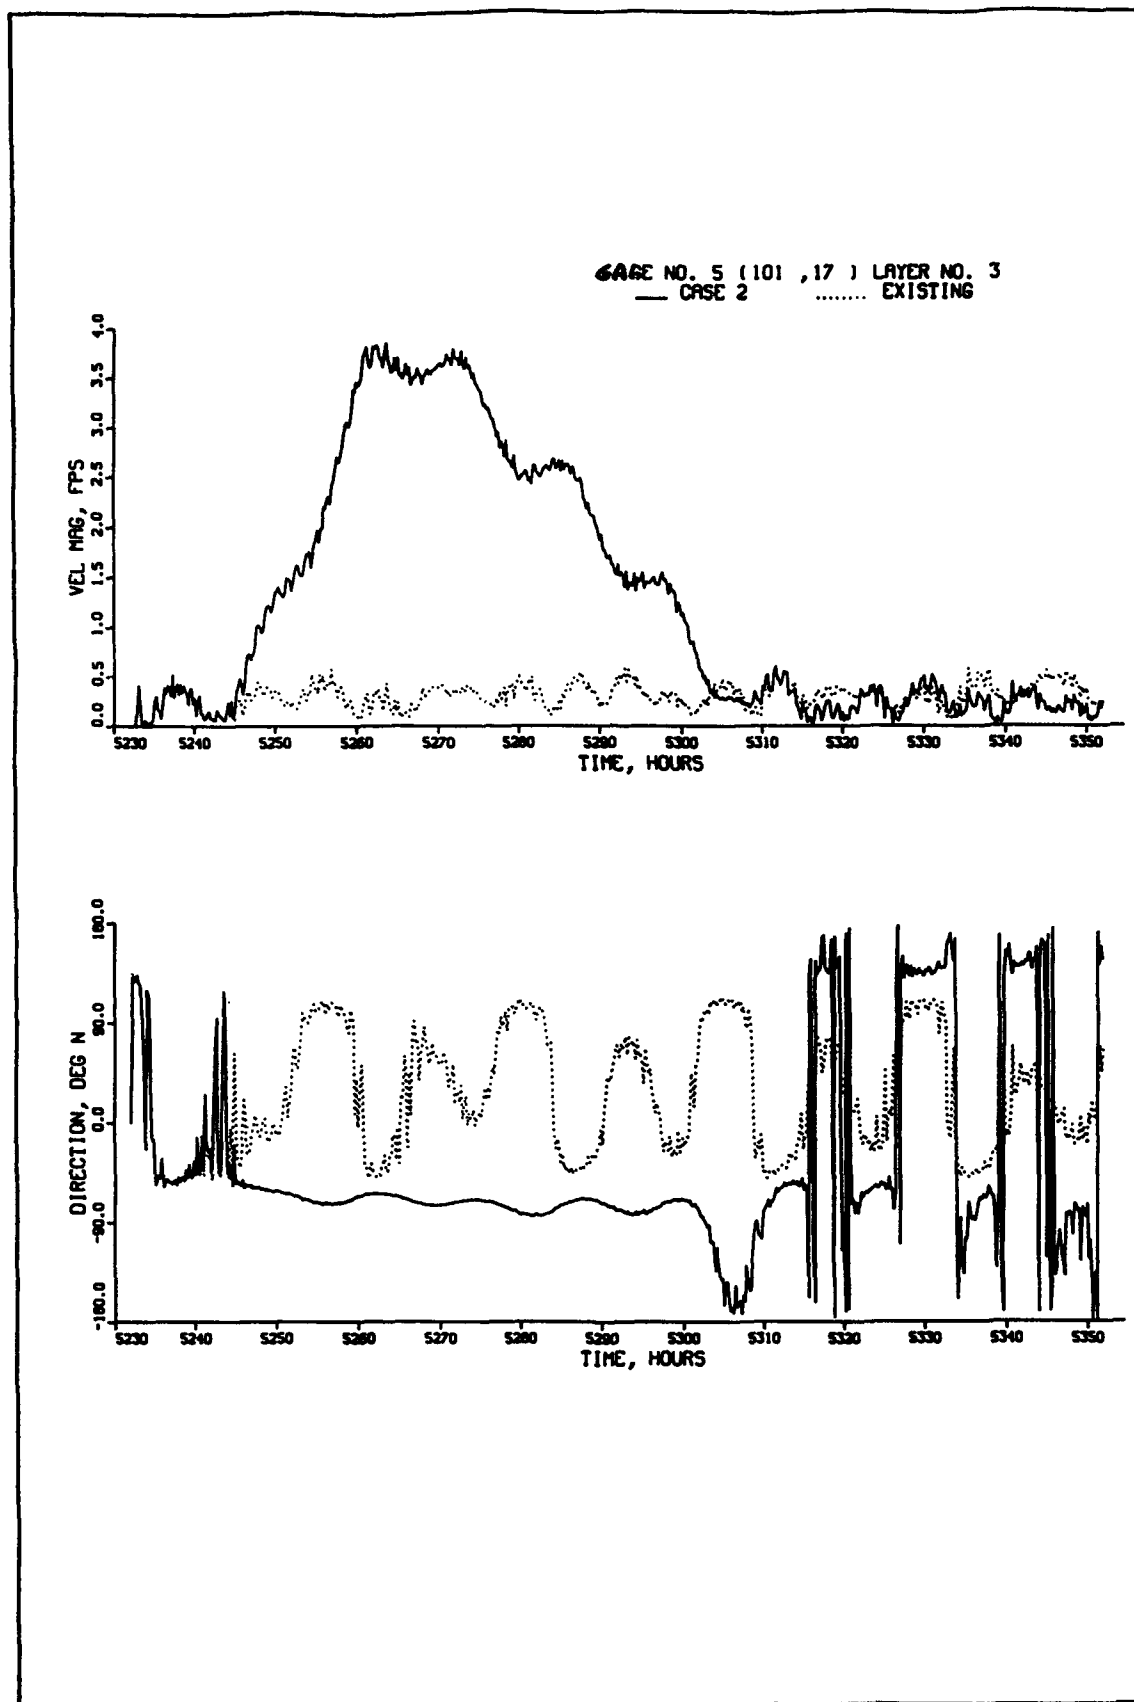 GAGE NO. 5 (101 ,17 ) LAYER NO. 3
CASE 2 EXISTING
4.0
3.5
3.0
2.5
2.0
1.5
1.0
0.5
0.0
VEL MAG, FPS
5230 5240 5250 5260 5270 5280 5290 5300 5310 5320 5330 5340 5350
TIME, HOURS
180.0
90.0
0.0
-90.0
-180.0
DIRECTION, DEG N
5230 5240 5250 5260 5270 5280 5290 5300 5310 5320 5330 5340 5350
TIME, HOURS